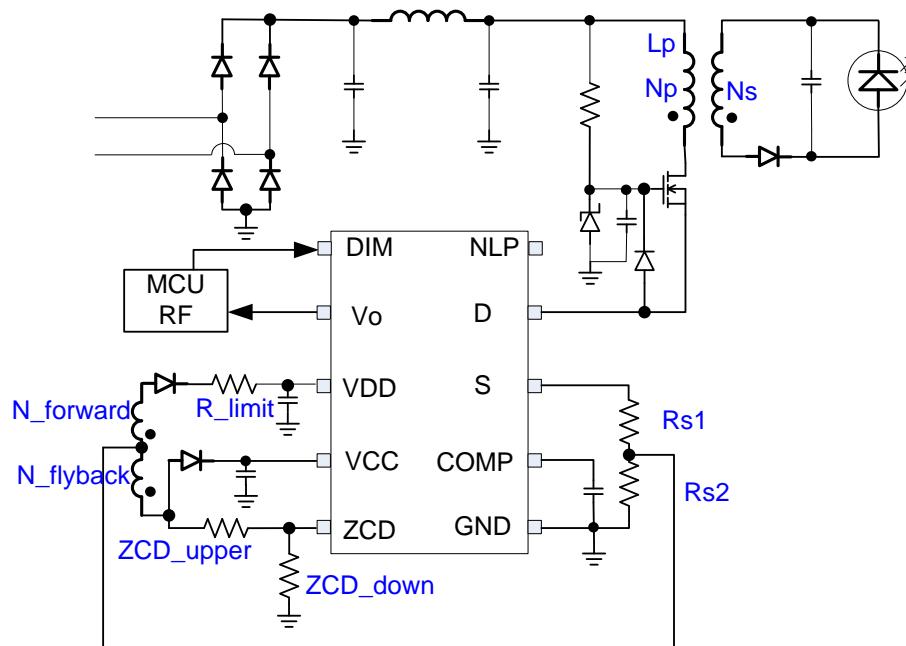 Lp
Np
Ns
DIM
NLP
MCU
RF
Vo
D
VDD
S
N_forward
R_limit
Rs1
N_flyback
VCC
COMP
Rs2
ZCD
GND
ZCD_upper
ZCD_down